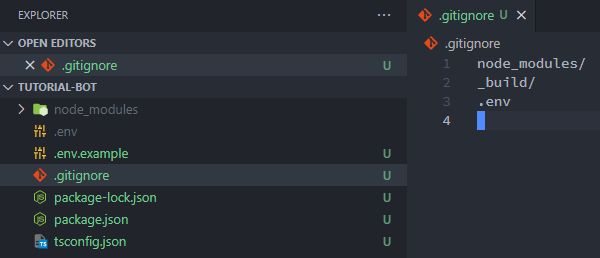 EXPLORER ...
OPEN EDITORS
.gitignore U
TUTORIAL-BOT
node_modules
.env
.env.example U
.gitignore U
package-lock.json U
package.json U
tsconfig.json U
.gitignore U
.gitignore
1 node_modules/
2 _build/
3 .env
4